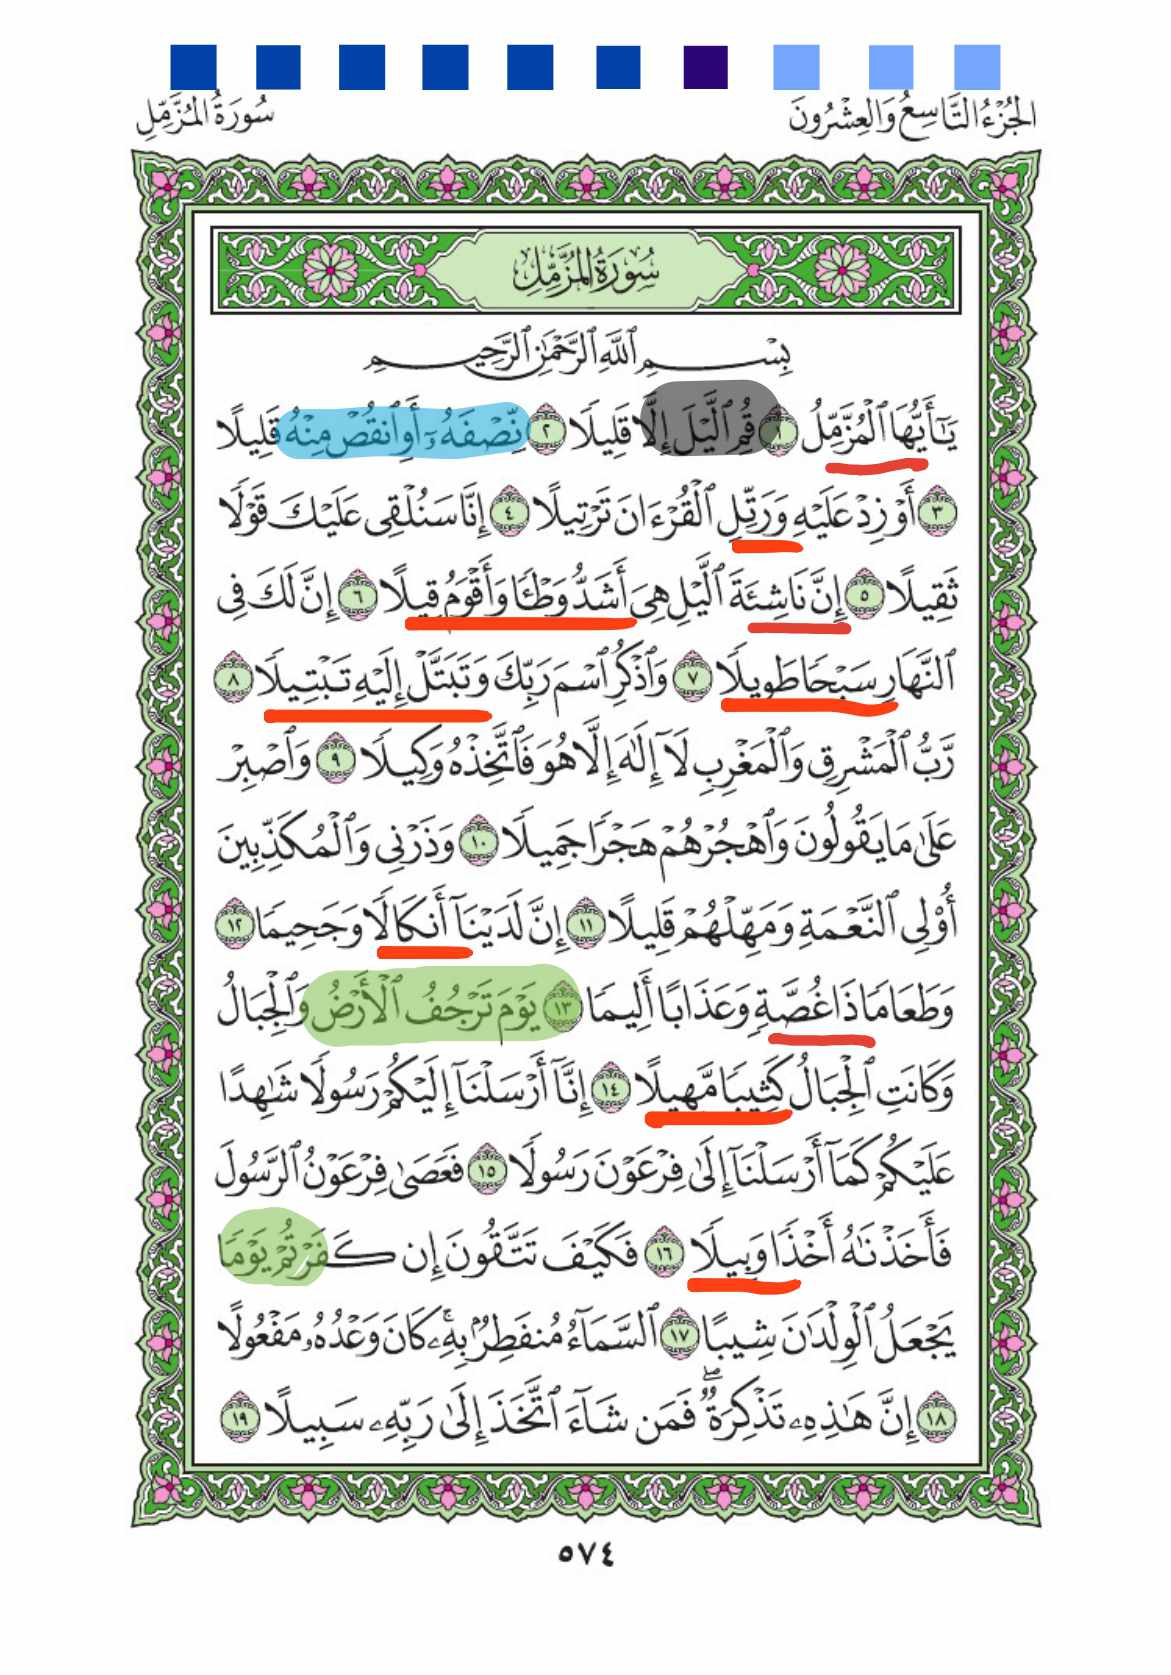 الجُزْءُ التَّاسِعُ وَالعِشْرُونَ
سُورَةُ المُزَّمِّلِ
سُورَةُ المُزَّمِّلِ
بِسْمِ ٱللَّهِ ٱلرَّحْمَٰنِ ٱلرَّحِيمِ
يَٰٓأَيُّهَا ٱلْمُزَّمِّلُ ١ قُمِ ٱلَّيْلَ إِلَّا قَلِيلًا ٢ نِّصْفَهُۥٓ أَوِ ٱنقُصْ مِنْهُ قَلِيلًا
٣ أَوْ زِدْ عَلَيْهِ وَرَتِّلِ ٱلْقُرْءَانَ تَرْتِيلًا ٤ إِنَّا سَنُلْقِى عَلَيْكَ قَوْلًا
ثَقِيلًا ٥ إِنَّ نَاشِئَةَ ٱلَّيْلِ هِىَ أَشَدُّ وَطْـًٔا وَأَقْوَمُ قِيلًا ٦ إِنَّ لَكَ فِى
ٱلنَّهَارِ سَبْحًا طَوِيلًا ٧ وَٱذْكُرِ ٱسْمَ رَبِّكَ وَتَبَتَّلْ إِلَيْهِ تَبْتِيلًا ٨
رَّبُّ ٱلْمَشْرِقِ وَٱلْمَغْرِبِ لَآ إِلَٰهَ إِلَّا هُوَ فَٱتَّخِذْهُ وَكِيلًا ٩ وَٱصْبِرْ
عَلَىٰ مَا يَقُولُونَ وَٱهْجُرْهُمْ هَجْرًا جَمِيلًا ١٠ وَذَرْنِى وَٱلْمُكَذِّبِينَ
أُو۟لِى ٱلنَّعْمَةِ وَمَهِّلْهُمْ قَلِيلًا ١١ إِنَّ لَدَيْنَآ أَنكَالًا وَجَحِيمًا ١٢
وَطَعَامًا ذَا غُصَّةٍ وَعَذَابًا أَلِيمًا ١٣ يَوْمَ تَرْجُفُ ٱلْأَرْضُ وَٱلْجِبَالُ
وَكَانَتِ ٱلْجِبَالُ كَثِيبًا مَّهِيلًا ١٤ إِنَّآ أَرْسَلْنَآ إِلَيْكُمْ رَسُولًا شَٰهِدًا
عَلَيْكُمْ كَمَآ أَرْسَلْنَآ إِلَىٰ فِرْعَوْنَ رَسُولًا ١٥ فَعَصَىٰ فِرْعَوْنُ ٱلرَّسُولَ
فَأَخَذْنَٰهُ أَخْذًا وَبِيلًا ١٦ فَكَيْفَ تَتَّقُونَ إِن كَفَرْتُمْ يَوْمًا
يَجْعَلُ ٱلْوِلْدَٰنَ شِيبًا ١٧ ٱلسَّمَآءُ مُنفَطِرٌۢ بِهِۦۚ كَانَ وَعْدُهُۥ مَفْعُولًا
١٨ إِنَّ هَٰذِهِۦ تَذْكِرَةٌۖ فَمَن شَآءَ ٱتَّخَذَ إِلَىٰ رَبِّهِۦ سَبِيلًا ١٩
٥٧٤